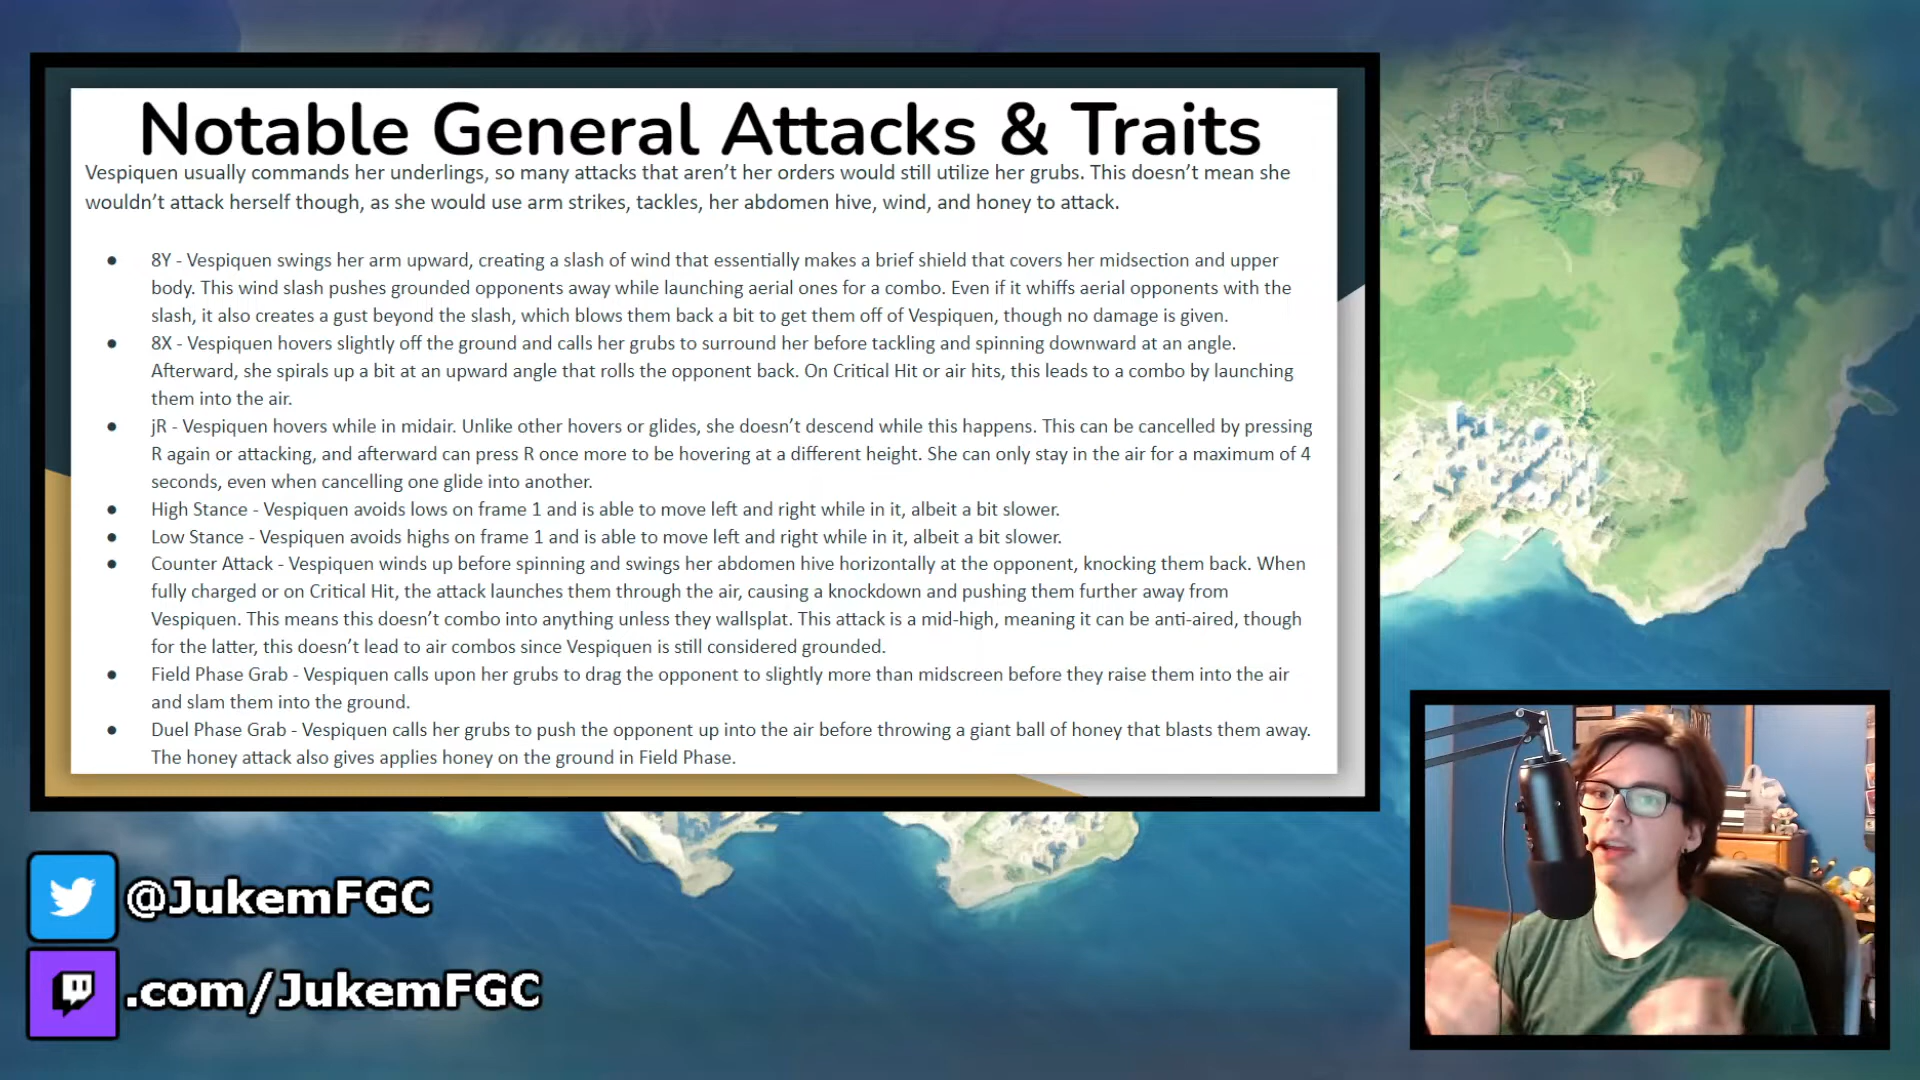 Notable General Attacks & Traits
Vespiquen usually commands her underlings, so many attacks that aren't her orders would still utilize her grubs. This doesn't mean she
wouldn't attack herself though, as she would use arm strikes, tackles, her abdomen hive, wind, and honey to attack.
● 8Y - Vespiquen swings her arm upward, creating a slash of wind that essentially makes a brief shield that covers her midsection and upper
body. This wind slash pushes grounded opponents away while launching aerial ones for a combo. Even if it whiffs aerial opponents with the
slash, it also creates a gust beyond the slash, which blows them back a bit to get them off of Vespiquen, though no damage is given.
● 8X - Vespiquen hovers slightly off the ground and calls her grubs to surround her before tackling and spinning downward at an angle.
Afterward, she spirals up a bit at an upward angle that rolls the opponent back. On Critical Hit or air hits, this leads to a combo by launching
them into the air.
● jR - Vespiquen hovers while in midair. Unlike other hovers or glides, she doesn't descend while this happens. This can be cancelled by pressing
R again or attacking, and afterward can press R once more to be hovering at a different height. She can only stay in the air for a maximum of 4
seconds, even when cancelling one glide into another.
● High Stance - Vespiquen avoids lows on frame 1 and is able to move left and right while in it, albeit a bit slower.
● Low Stance - Vespiquen avoids highs on frame 1 and is able to move left and right while in it, albeit a bit slower.
● Counter Attack - Vespiquen winds up before spinning and swings her abdomen hive horizontally at the opponent, knocking them back. When
fully charged or on Critical Hit, the attack launches them through the air, causing a knockdown and pushing them further away from
Vespiquen. This means this doesn't combo into anything unless they wallsplat. This attack is a mid-high, meaning it can be anti-aired, though
for the latter, this doesn't lead to air combos since Vespiquen is still considered grounded.
● Field Phase Grab - Vespiquen calls upon her grubs to drag the opponent to slightly more than midscreen before they raise them into the air
and slam them into the ground.
● Duel Phase Grab - Vespiquen calls her grubs to push the opponent up into the air before throwing a giant ball of honey that blasts them away.
The honey attack also gives applies honey on the ground in Field Phase.
@JukemFGC
.com/JukemFGC